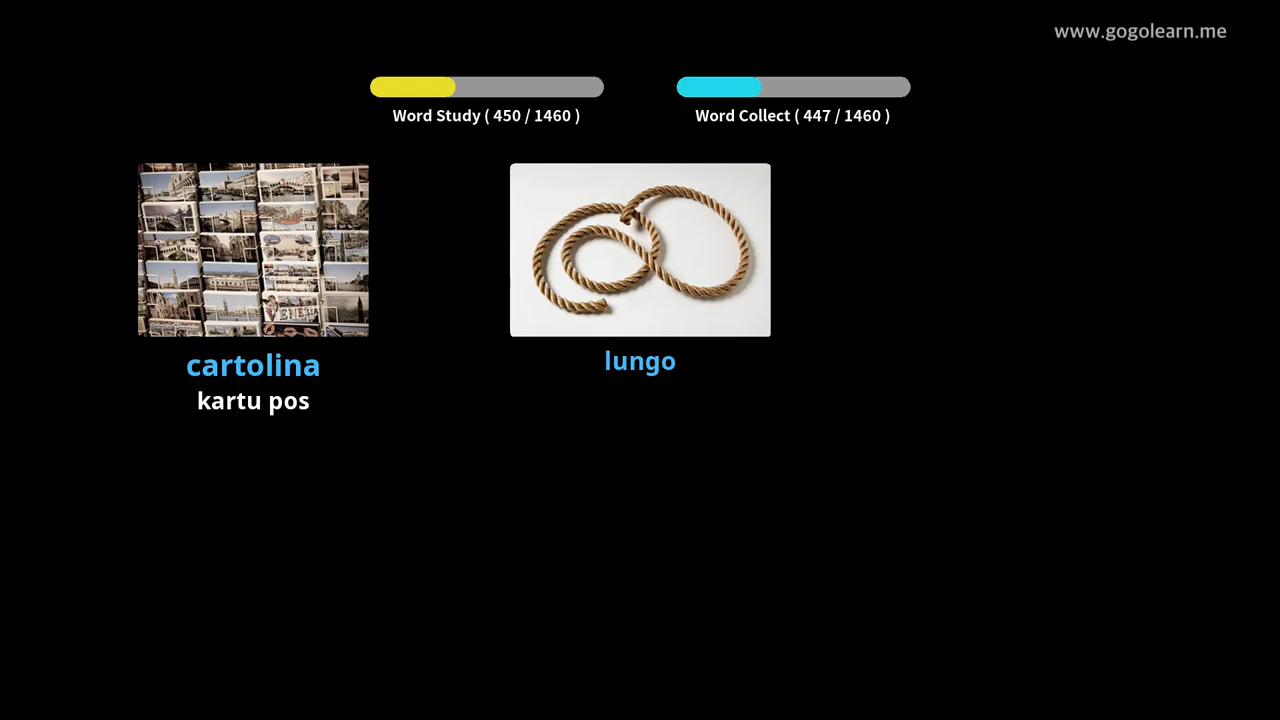 www.gogolearn.me
Word Study ( 450 / 1460 )
Word Collect ( 447 / 1460 )
cartolina
kartu pos
lungo